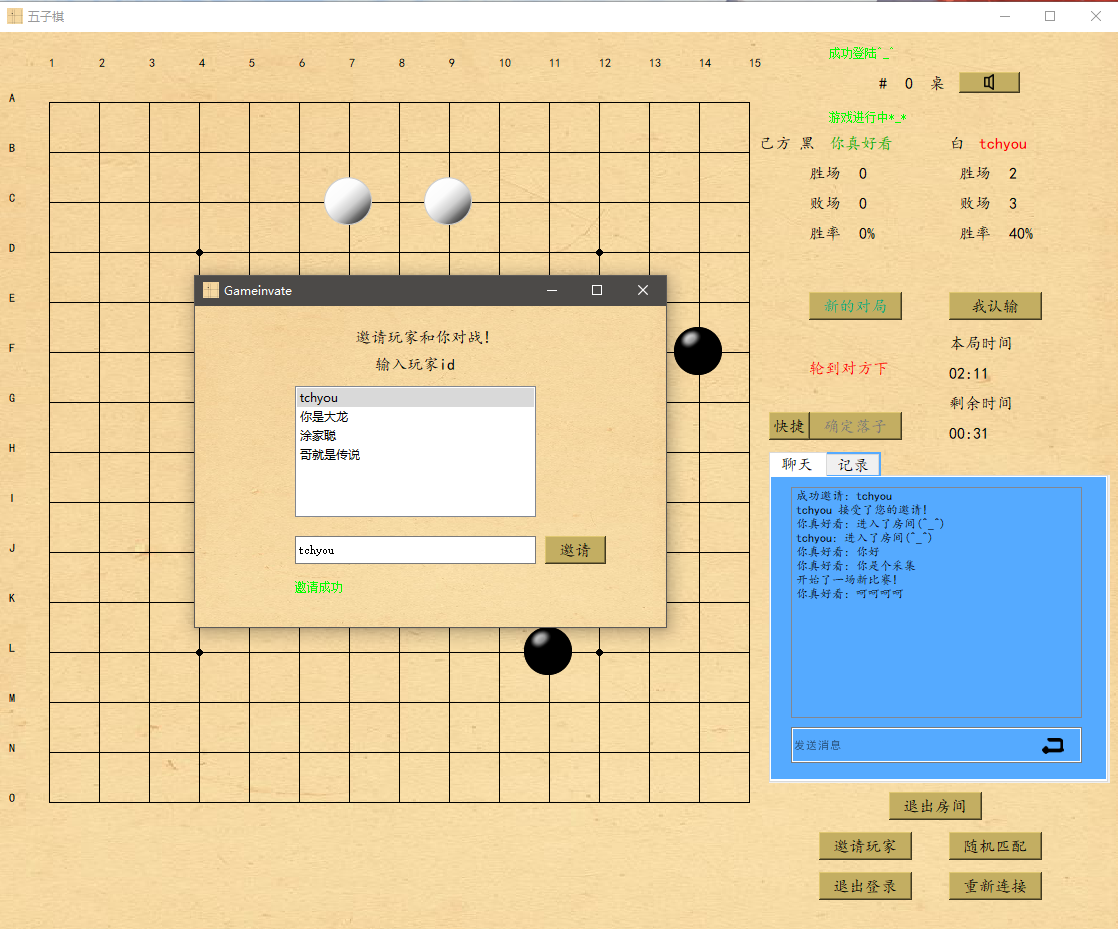 五子棋
成功登陆^_^
# 0 桌
游戏进行中*_*
己方 黑 你真好看 白 tchyou
胜场 0 胜场 2
败场 0 败场 3
胜率 0% 胜率 40%
新的对局 我认输
本局时间
轮到对方下
02:11
剩余时间
快捷 确定落子
00:31
聊天 记录
成功邀请: tchyou
tchyou 接受了您的邀请!
你真好看: 进入了房间(^_^)
tchyou: 进入了房间(^_^)
你真好看: 你好
你真好看: 你是个采集
开始了一场新比赛!
你真好看: 呵呵呵呵
发送消息
退出房间
邀请玩家 随机匹配
退出登录 重新连接
1 2 3 4 5 6 7 8 9 10 11 12 13 14 15
A
B
C
D
E
F
G
H
I
J
K
L
M
N
O
Gameinvate
邀请玩家和你对战!
输入玩家id
tchyou
你是大龙
涂家聪
哥就是传说
tchyou 邀请
邀请成功